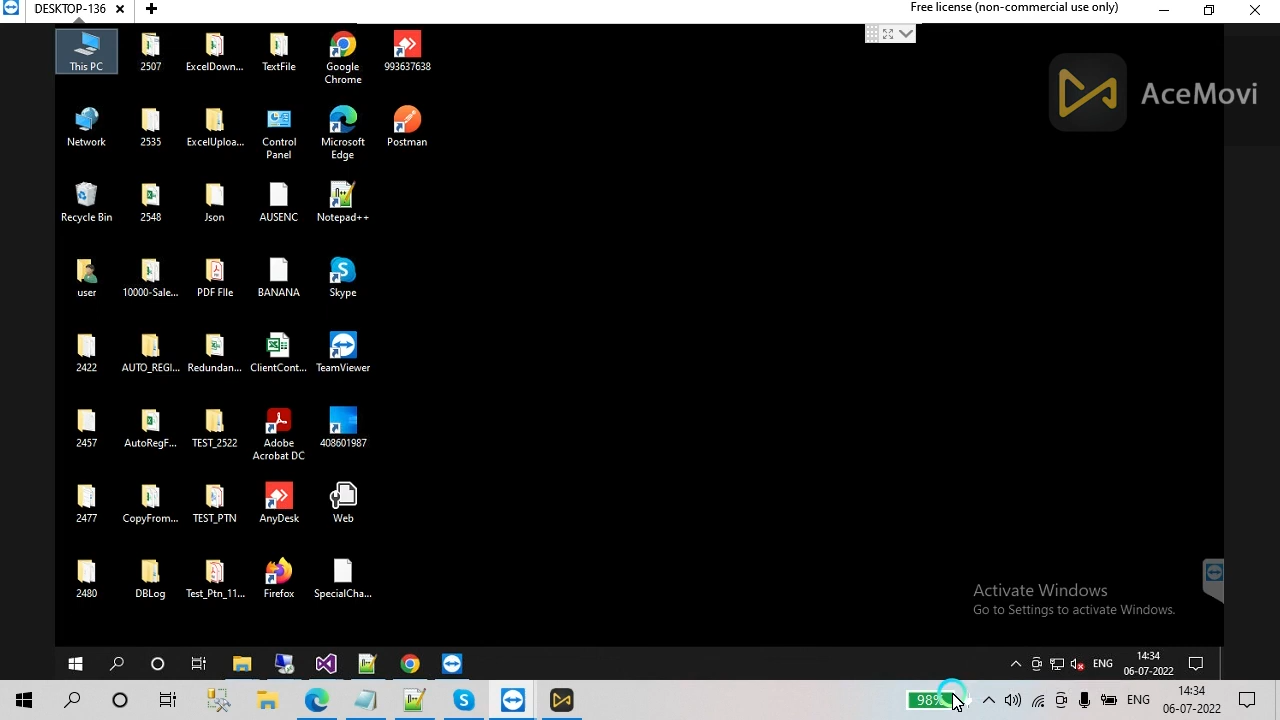 DESKTOP-136
Free license (non-commercial use only)
This PC
2507
ExcelDown...
TextFile
Google
Chrome
993637638
AceMovi
Network
2535
ExcelUploa...
Control
Panel
Microsoft
Edge
Postman
Recycle Bin
2548
Json
AUSENC
Notepad++
user
10000-Sale...
PDF FIle
BANANA
Skype
2422
AUTO_REGI...
Redundan...
ClientCont...
TeamViewer
2457
AutoRegF...
TEST_2522
Adobe
Acrobat DC
408601987
2477
CopyFrom...
TEST_PTN
AnyDesk
Web
2480
DBLog
Test_Ptn_11...
Firefox
SpecialCha...
Activate Windows
Go to Settings to activate Windows.
ENG
14:34
06-07-2022
98%
ENG
14:34
06-07-2022